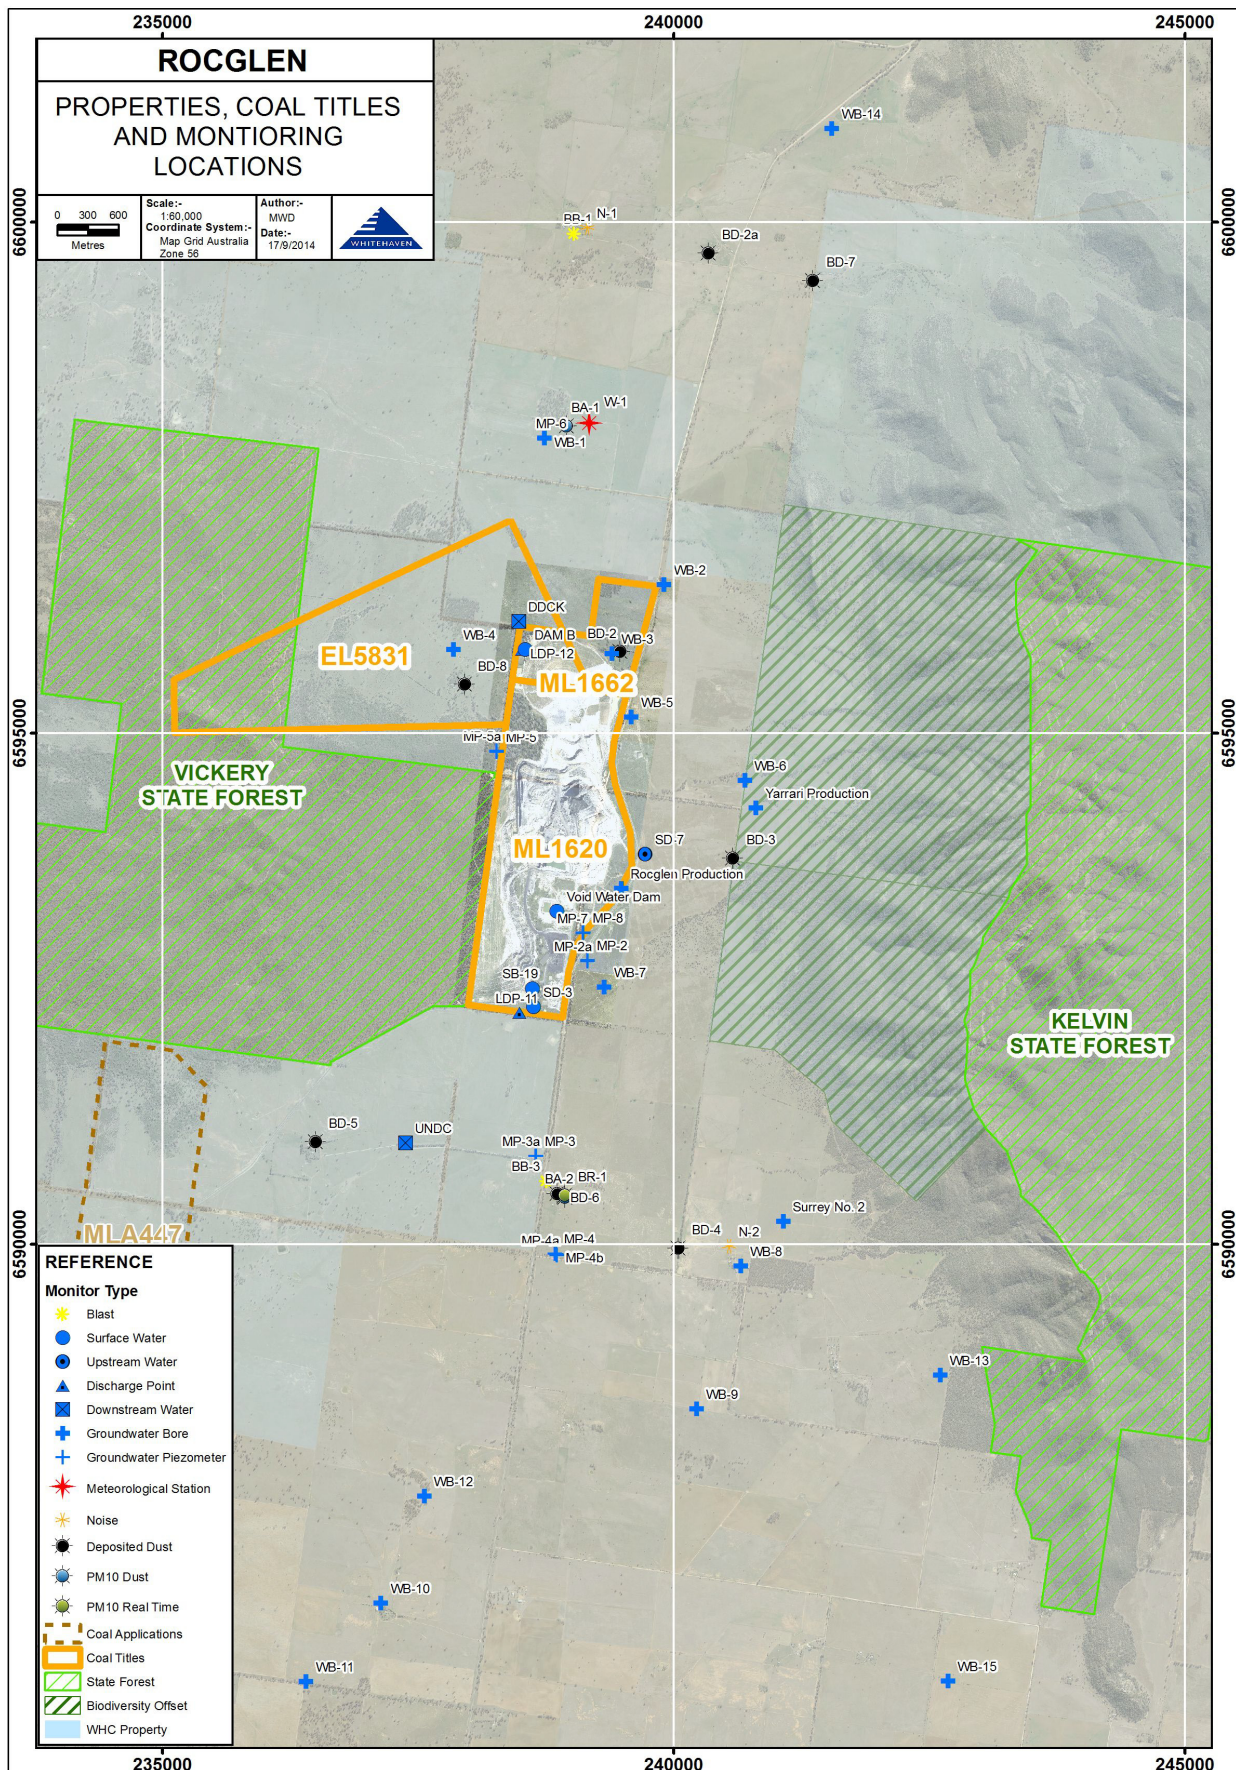 235000
240000
245000
ROCGLEN
PROPERTIES, COAL TITLES
AND MONTIORING
LOCATIONS
0 300 600
Metres
Scale:-
1:60,000
Coordinate System:-
Map Grid Australia
Zone 56
Author:-
MWD
Date:-
17/9/2014
WHITEHAVEN
WB-14
6600000
6600000
BB-1
N-1
BD-2a
BD-7
BA-1
W-1
MP-6
WB-1
WB-2
DDCK
WB-4
DAM B
BD-2
WB-3
LDP-12
EL5831
BD-8
ML1662
WB-5
6595000
6595000
MP-5a
MP-5
VICKERY
STATE FOREST
WB-6
Yarrari Production
ML1620
SD-7
BD-3
Rocglen Production
Void Water Dam
MP-7
MP-8
MP-2a
MP-2
SB-19
WB-7
LDP-11
SD-3
KELVIN
STATE FOREST
BD-5
UNDC
MP-3a
MP-3
BB-3
BA-2
BR-1
BD-6
Surrey No. 2
MLA447
MP-4a
MP-4
BD-4
N-2
MP-4b
WB-8
6590000
6590000
WB-13
WB-9
WB-12
WB-10
WB-11
WB-15
REFERENCE
Monitor Type
Blast
Surface Water
Upstream Water
Discharge Point
Downstream Water
Groundwater Bore
Groundwater Piezometer
Meteorological Station
Noise
Deposited Dust
PM10 Dust
PM10 Real Time
Coal Applications
Coal Titles
State Forest
Biodiversity Offset
WHC Property
235000
240000
245000